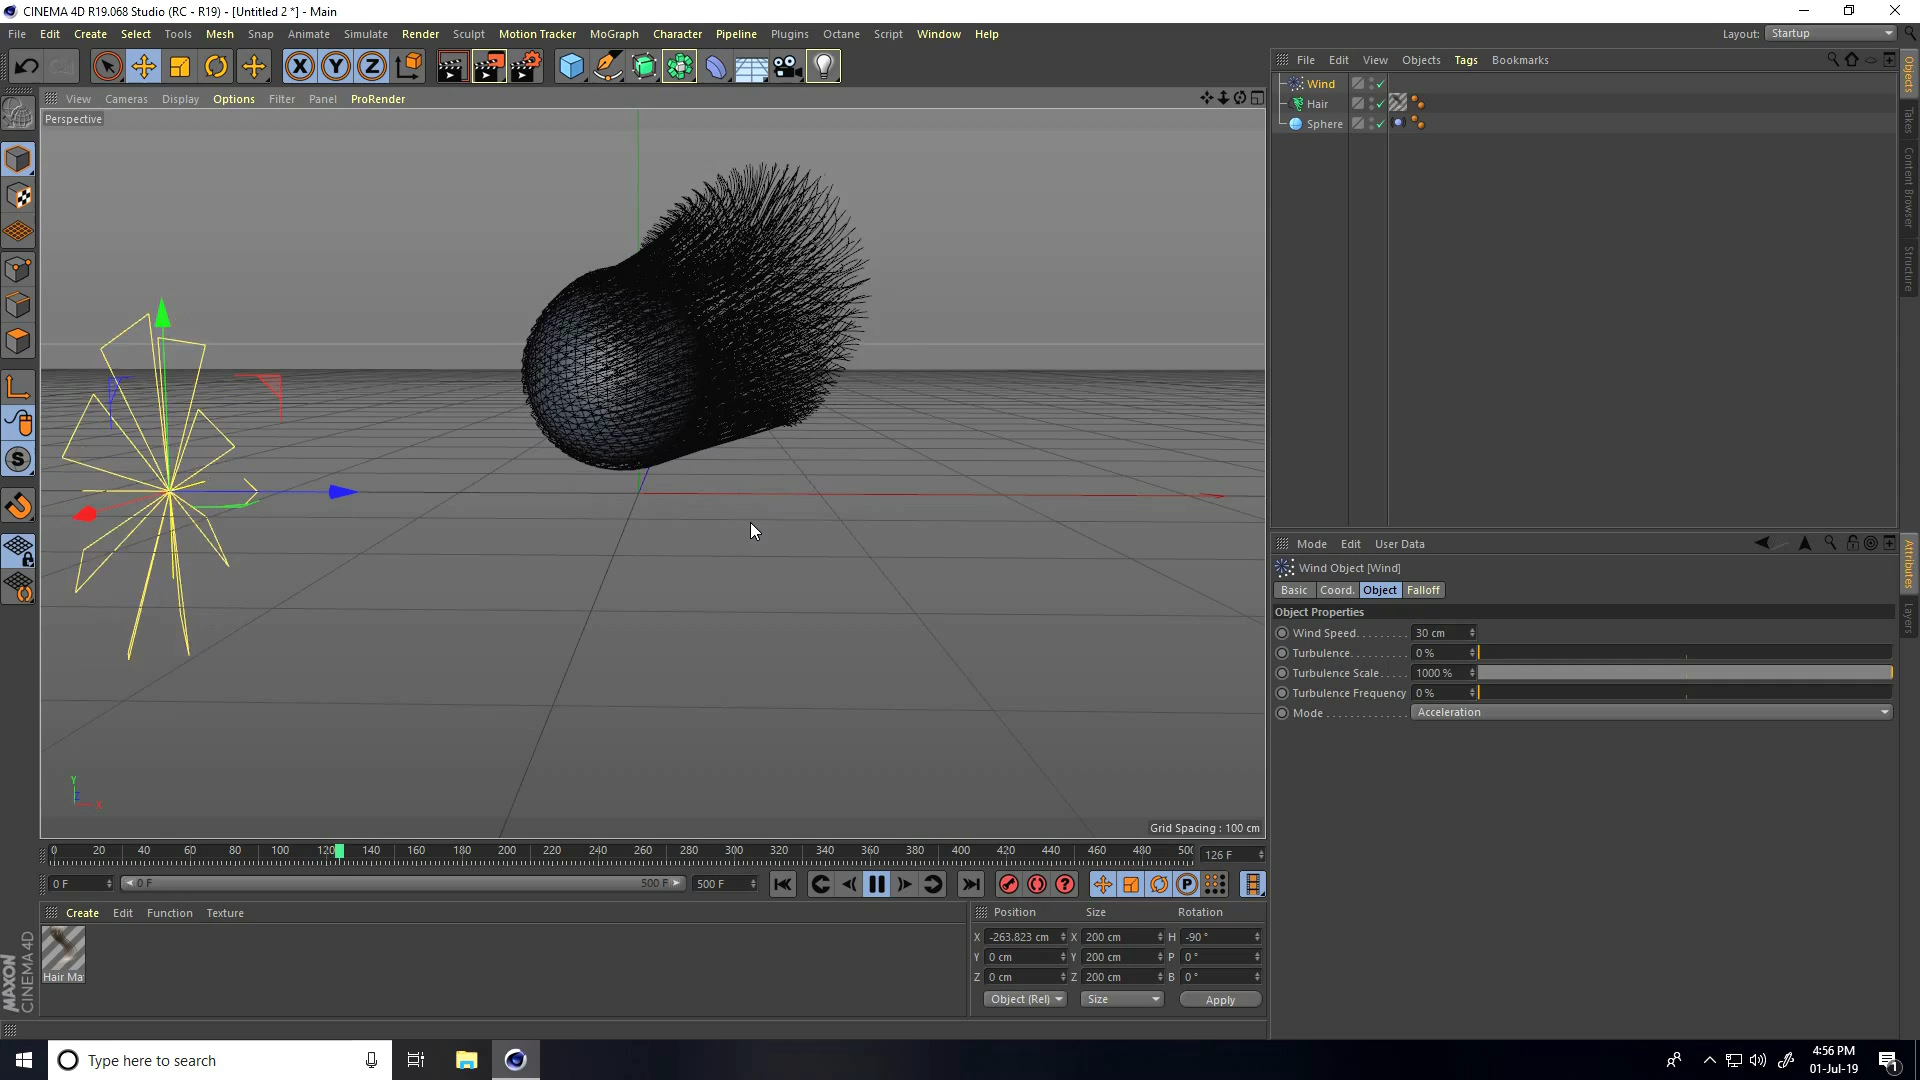 CINEMA 4D R19.068 Studio (RC - R19) - [Untitled 2 *] - Main
File Edit Create Select Tools Mesh Snap Animate Simulate Render Sculpt Motion Tracker MoGraph Character Pipeline Plugins Octane Script Window Help
Layout: Startup
X Y Z
File Edit View Objects Tags Bookmarks
View Cameras Display Options Filter Panel ProRender
Perspective
Wind
Hair
Sphere
Objects
Takes
Content Browser
Structure
S
Y
Z
X
Grid Spacing : 100 cm
Mode Edit User Data
Wind Object [Wind]
Basic Coord. Object Falloff
Object Properties
Wind Speed........ 30 cm
Turbulence......... 0 %
Turbulence Scale..... 1000 %
Turbulence Frequency 0 %
Mode ............. Acceleration
Attributes
Layers
0 20 40 60 80 100 120 140 160 180 200 220 240 260 280 300 320 340 360 380 400 420 440 460 480 500 126 F
0 F 0 F 500 F 500 F
? P
Create Edit Function Texture
Hair Ma
MAXON
CINEMA 4D
Position Size Rotation
X -263.823 cm X 200 cm H -90 °
Y 0 cm Y 200 cm P 0 °
Z 0 cm Z 200 cm B 0 °
Object (Rel) Size Apply
Type here to search
4:56 PM
01-Jul-19
1